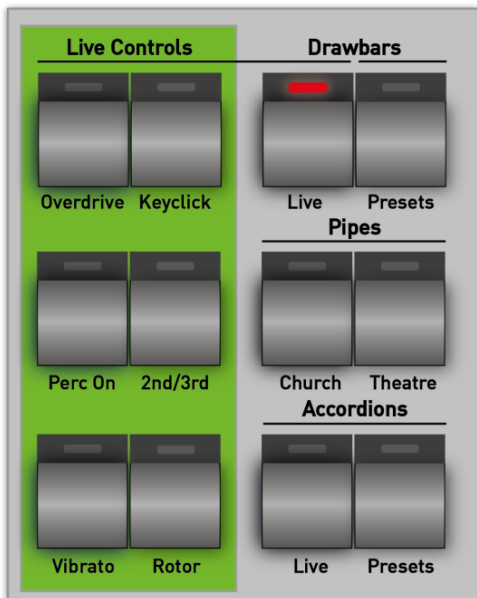 Live Controls Drawbars
Overdrive Keyclick Live Presets
Pipes
Perc On 2nd/3rd Church Theatre
Accordions
Vibrato Rotor Live Presets